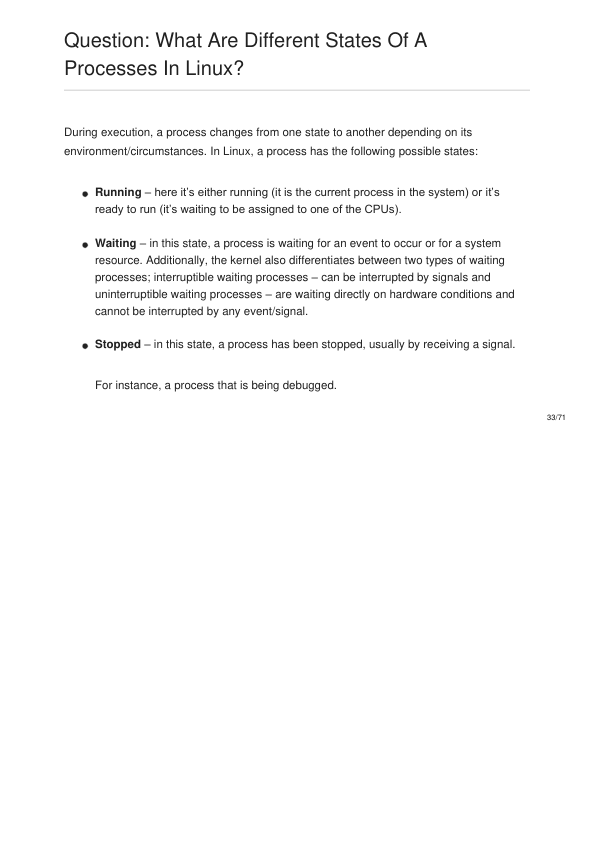 Question: What Are Different States Of A
Processes In Linux?
During execution, a process changes from one state to another depending on its
environment/circumstances. In Linux, a process has the following possible states:
● Running – here it’s either running (it is the current process in the system) or it’s
ready to run (it’s waiting to be assigned to one of the CPUs).
● Waiting – in this state, a process is waiting for an event to occur or for a system
resource. Additionally, the kernel also differentiates between two types of waiting
processes; interruptible waiting processes – can be interrupted by signals and
uninterruptible waiting processes – are waiting directly on hardware conditions and
cannot be interrupted by any event/signal.
● Stopped – in this state, a process has been stopped, usually by receiving a signal.
For instance, a process that is being debugged.
33/71